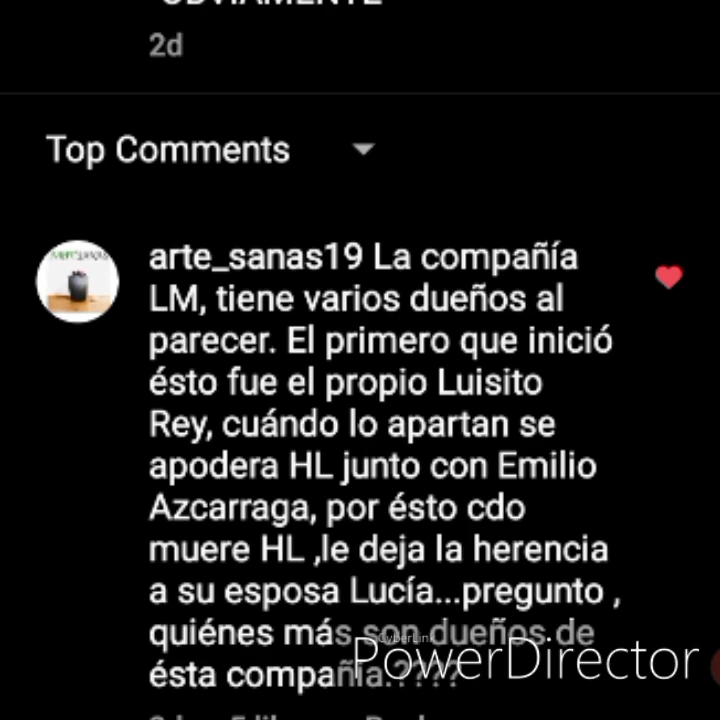 OBVIAMENTE
2d
Top Comments
arte_sanas19 La compañía
LM, tiene varios dueños al
parecer. El primero que inició
ésto fue el propio Luisito
Rey, cuándo lo apartan se
apodera HL junto con Emilio
Azcarraga, por ésto cdo
muere HL ,le deja la herencia
a su esposa Lucía...pregunto ,
quiénes más son dueños de
ésta compañía.????
CyberLink
PowerDirector